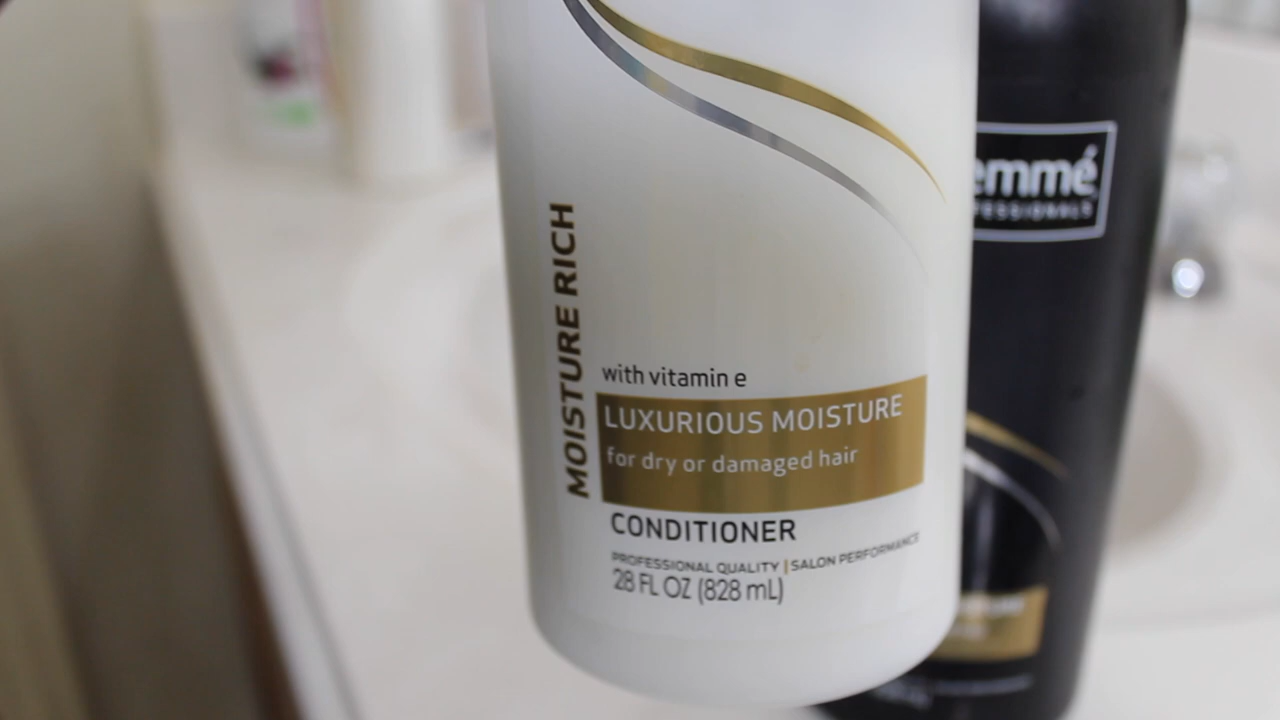 MOISTURE RICH
with vitamin e
LUXURIOUS MOISTURE
for dry or damaged hair
CONDITIONER
PROFESSIONAL QUALITY | SALON PERFORMANCE
28 FL OZ (828 mL)
emmé
FESSIONALS